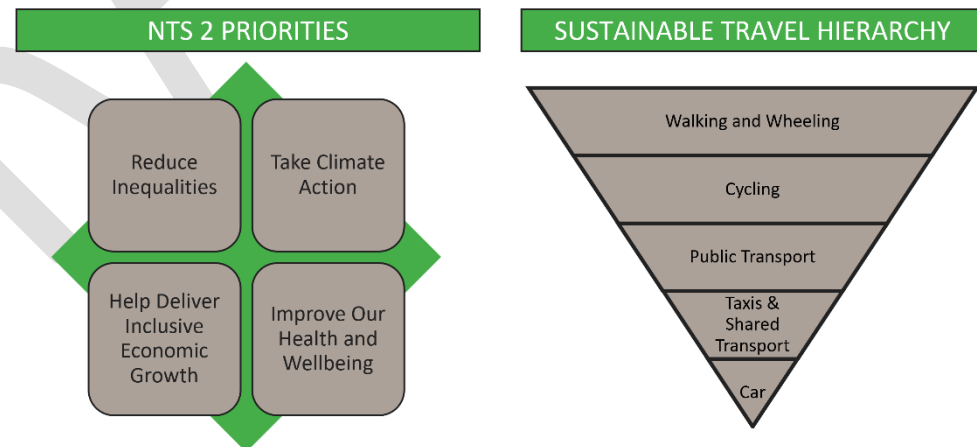 NTS 2 PRIORITIES
Reduce
Inequalities
Take Climate
Action
Help Deliver
Inclusive
Economic
Growth
Improve Our
Health and
Wellbeing
SUSTAINABLE TRAVEL HIERARCHY
Walking and Wheeling
Cycling
Public Transport
Taxis &
Shared
Transport
Car